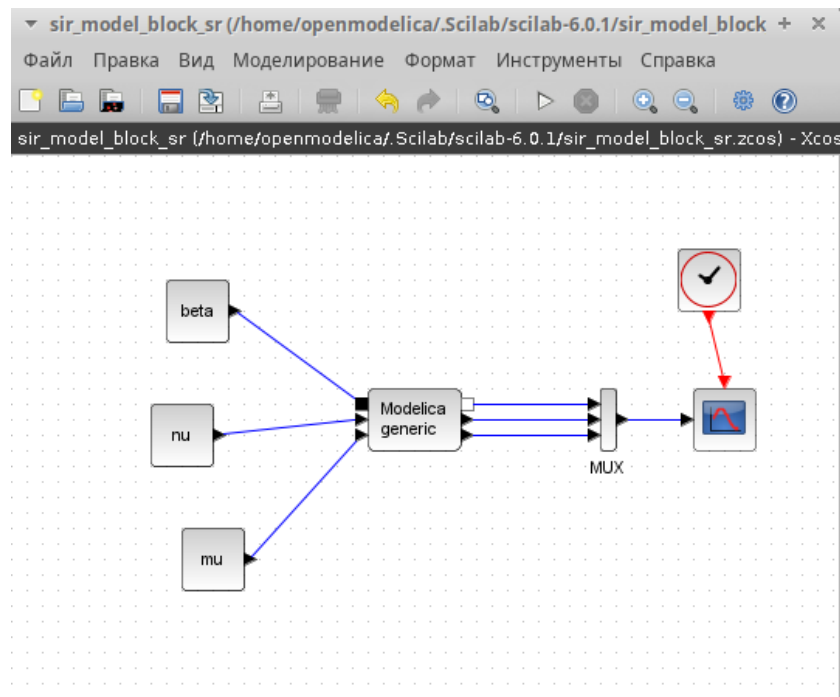 sir_model_block_sr (/home/openmodelica/.Scilab/scilab-6.0.1/sir_model_block
Файл Правка Вид Моделирование Формат Инструменты Справка
sir_model_block_sr (/home/openmodelica/.Scilab/scilab-6.0.1/sir_model_block_sr.zcos) - Xcos
beta
Modelica
generic
nu
MUX
mu